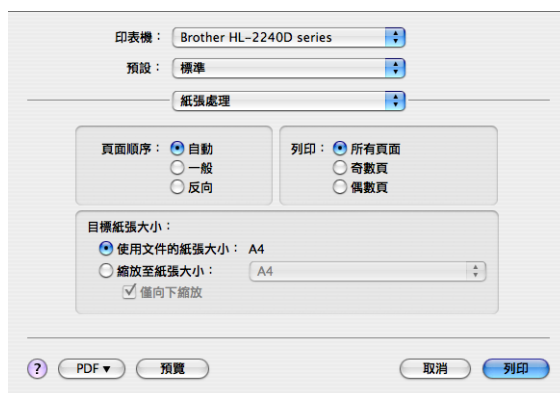 印表機： Brother HL-2240D series
預設： 標準
紙張處理
頁面順序： 自動
一般
反向
列印： 所有頁面
奇數頁
偶數頁
目標紙張大小：
使用文件的紙張大小： A4
縮放至紙張大小： A4
僅向下縮放
? PDF▼ 預覽 取消 列印